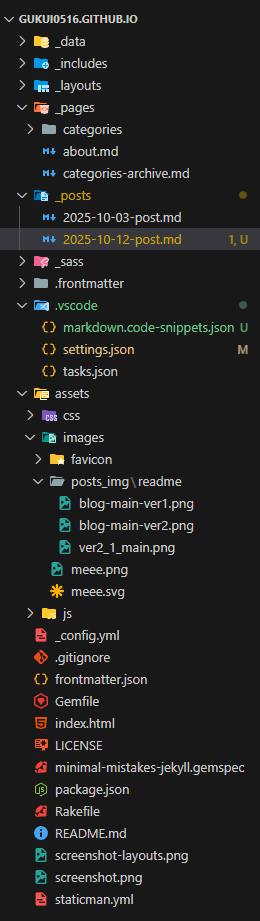 GUKUI0516.GITHUB.IO
_data
_includes
_layouts
_pages
categories
about.md
categories-archive.md
_posts
2025-10-03-post.md
2025-10-12-post.md 1, U
_sass
.frontmatter
.vscode
markdown.code-snippets.json U
settings.json M
tasks.json
assets
css
images
favicon
posts_img\readme
blog-main-ver1.png
blog-main-ver2.png
ver2_1_main.png
meee.png
meee.svg
js
_config.yml
.gitignore
frontmatter.json
Gemfile
index.html
LICENSE
minimal-mistakes-jekyll.gemspec
package.json
Rakefile
README.md
screenshot-layouts.png
screenshot.png
staticman.yml